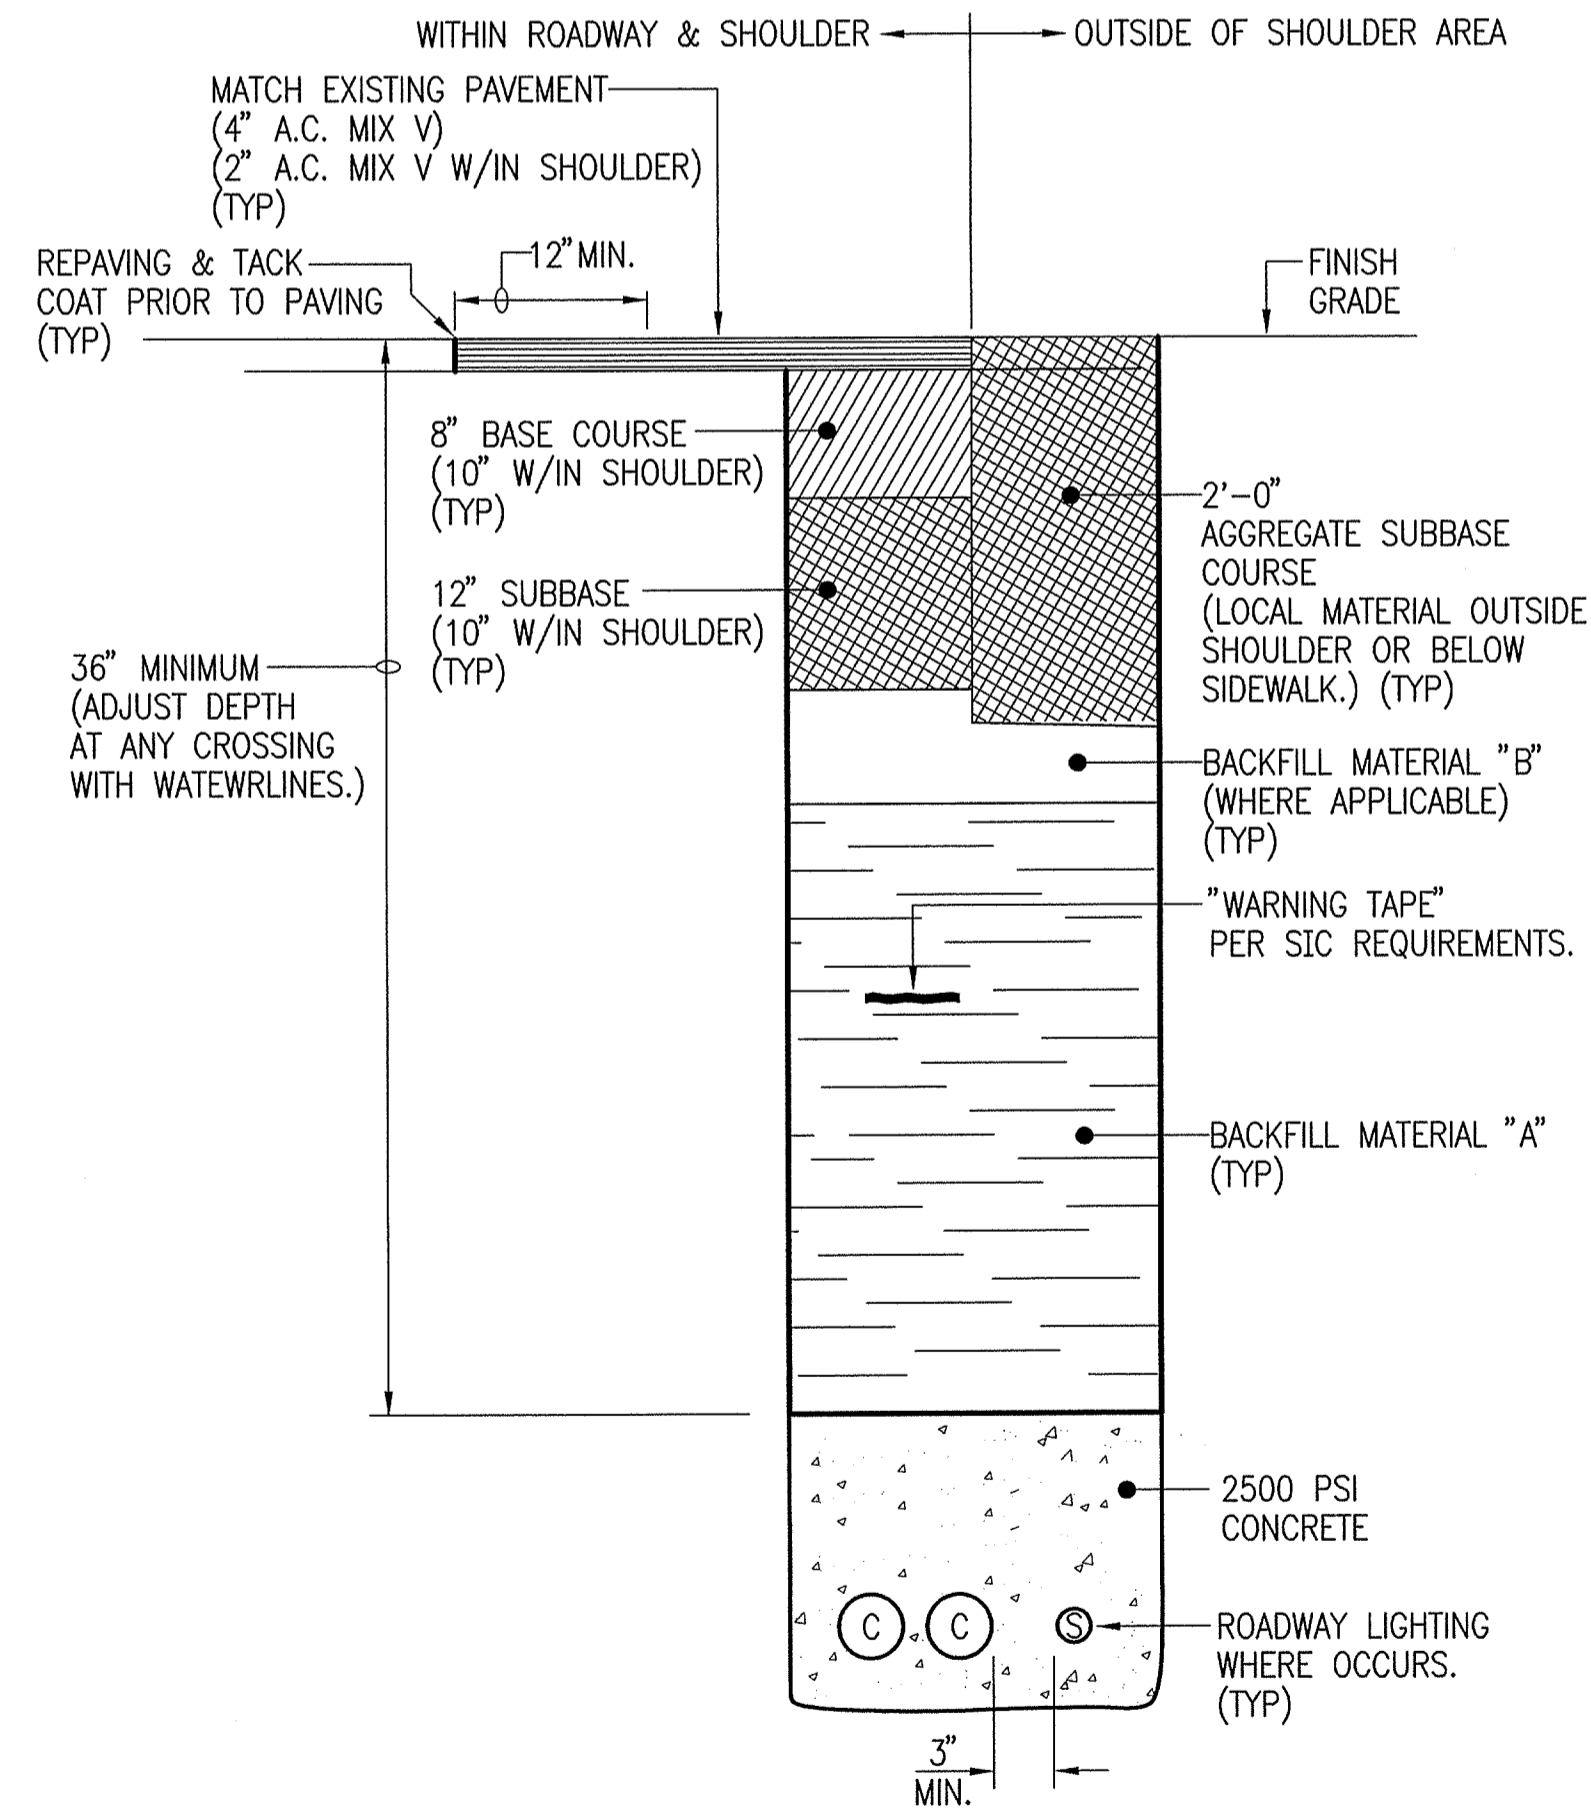 WITHIN ROADWAY & SHOULDER
OUTSIDE OF SHOULDER AREA
MATCH EXISTING PAVEMENT
(4" A.C. MIX V)
(2" A.C. MIX V W/IN SHOULDER)
(TYP)
REPAVING & TACK
COAT PRIOR TO PAVING
(TYP)
12" MIN.
FINISH
GRADE
8" BASE COURSE
(10" W/IN SHOULDER)
(TYP)
2'-0"
AGGREGATE SUBBASE
COURSE
(LOCAL MATERIAL OUTSIDE
SHOULDER OR BELOW
SIDEWALK.) (TYP)
12" SUBBASE
(10" W/IN SHOULDER)
(TYP)
36" MINIMUM
(ADJUST DEPTH
AT ANY CROSSING
WITH WATEWRLINES.)
BACKFILL MATERIAL "B"
(WHERE APPLICABLE)
(TYP)
"WARNING TAPE"
PER SIC REQUIREMENTS.
BACKFILL MATERIAL "A"
(TYP)
2500 PSI
CONCRETE
C C S
ROADWAY LIGHTING
WHERE OCCURS.
(TYP)
3"
MIN.